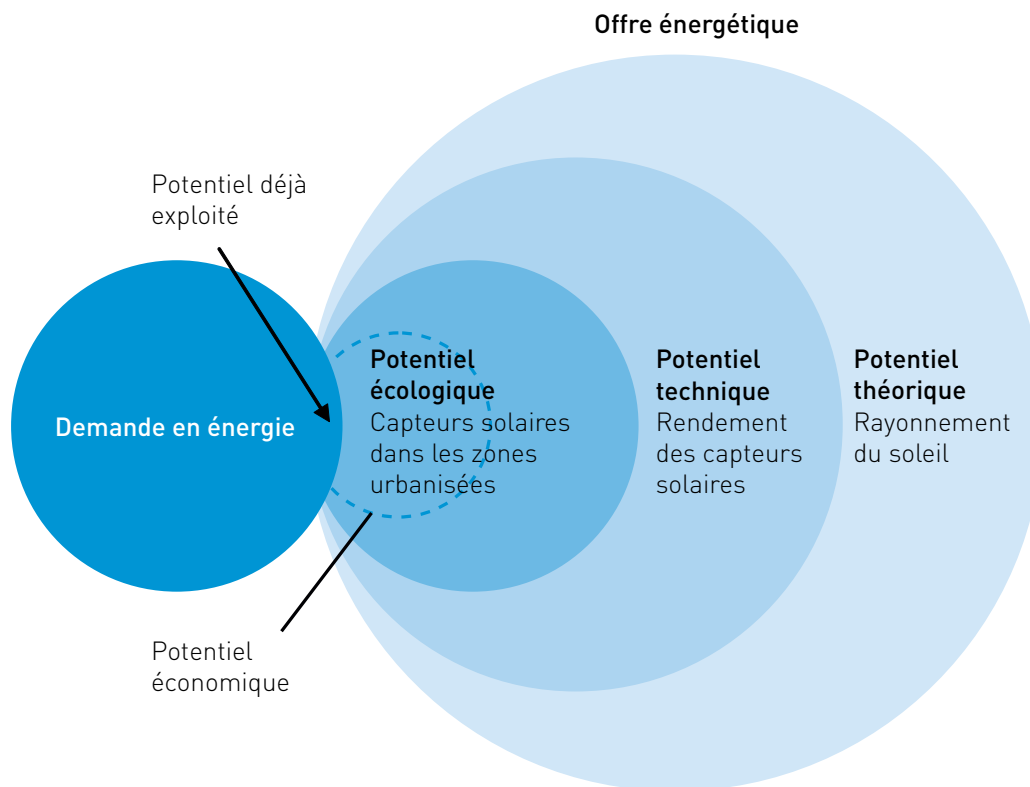 Offre énergétique
Potentiel déjà
exploité
Demande en énergie
Potentiel
écologique
Capteurs solaires
dans les zones
urbanisées
Potentiel
technique
Rendement
des capteurs
solaires
Potentiel
théorique
Rayonnement
du soleil
Potentiel
économique